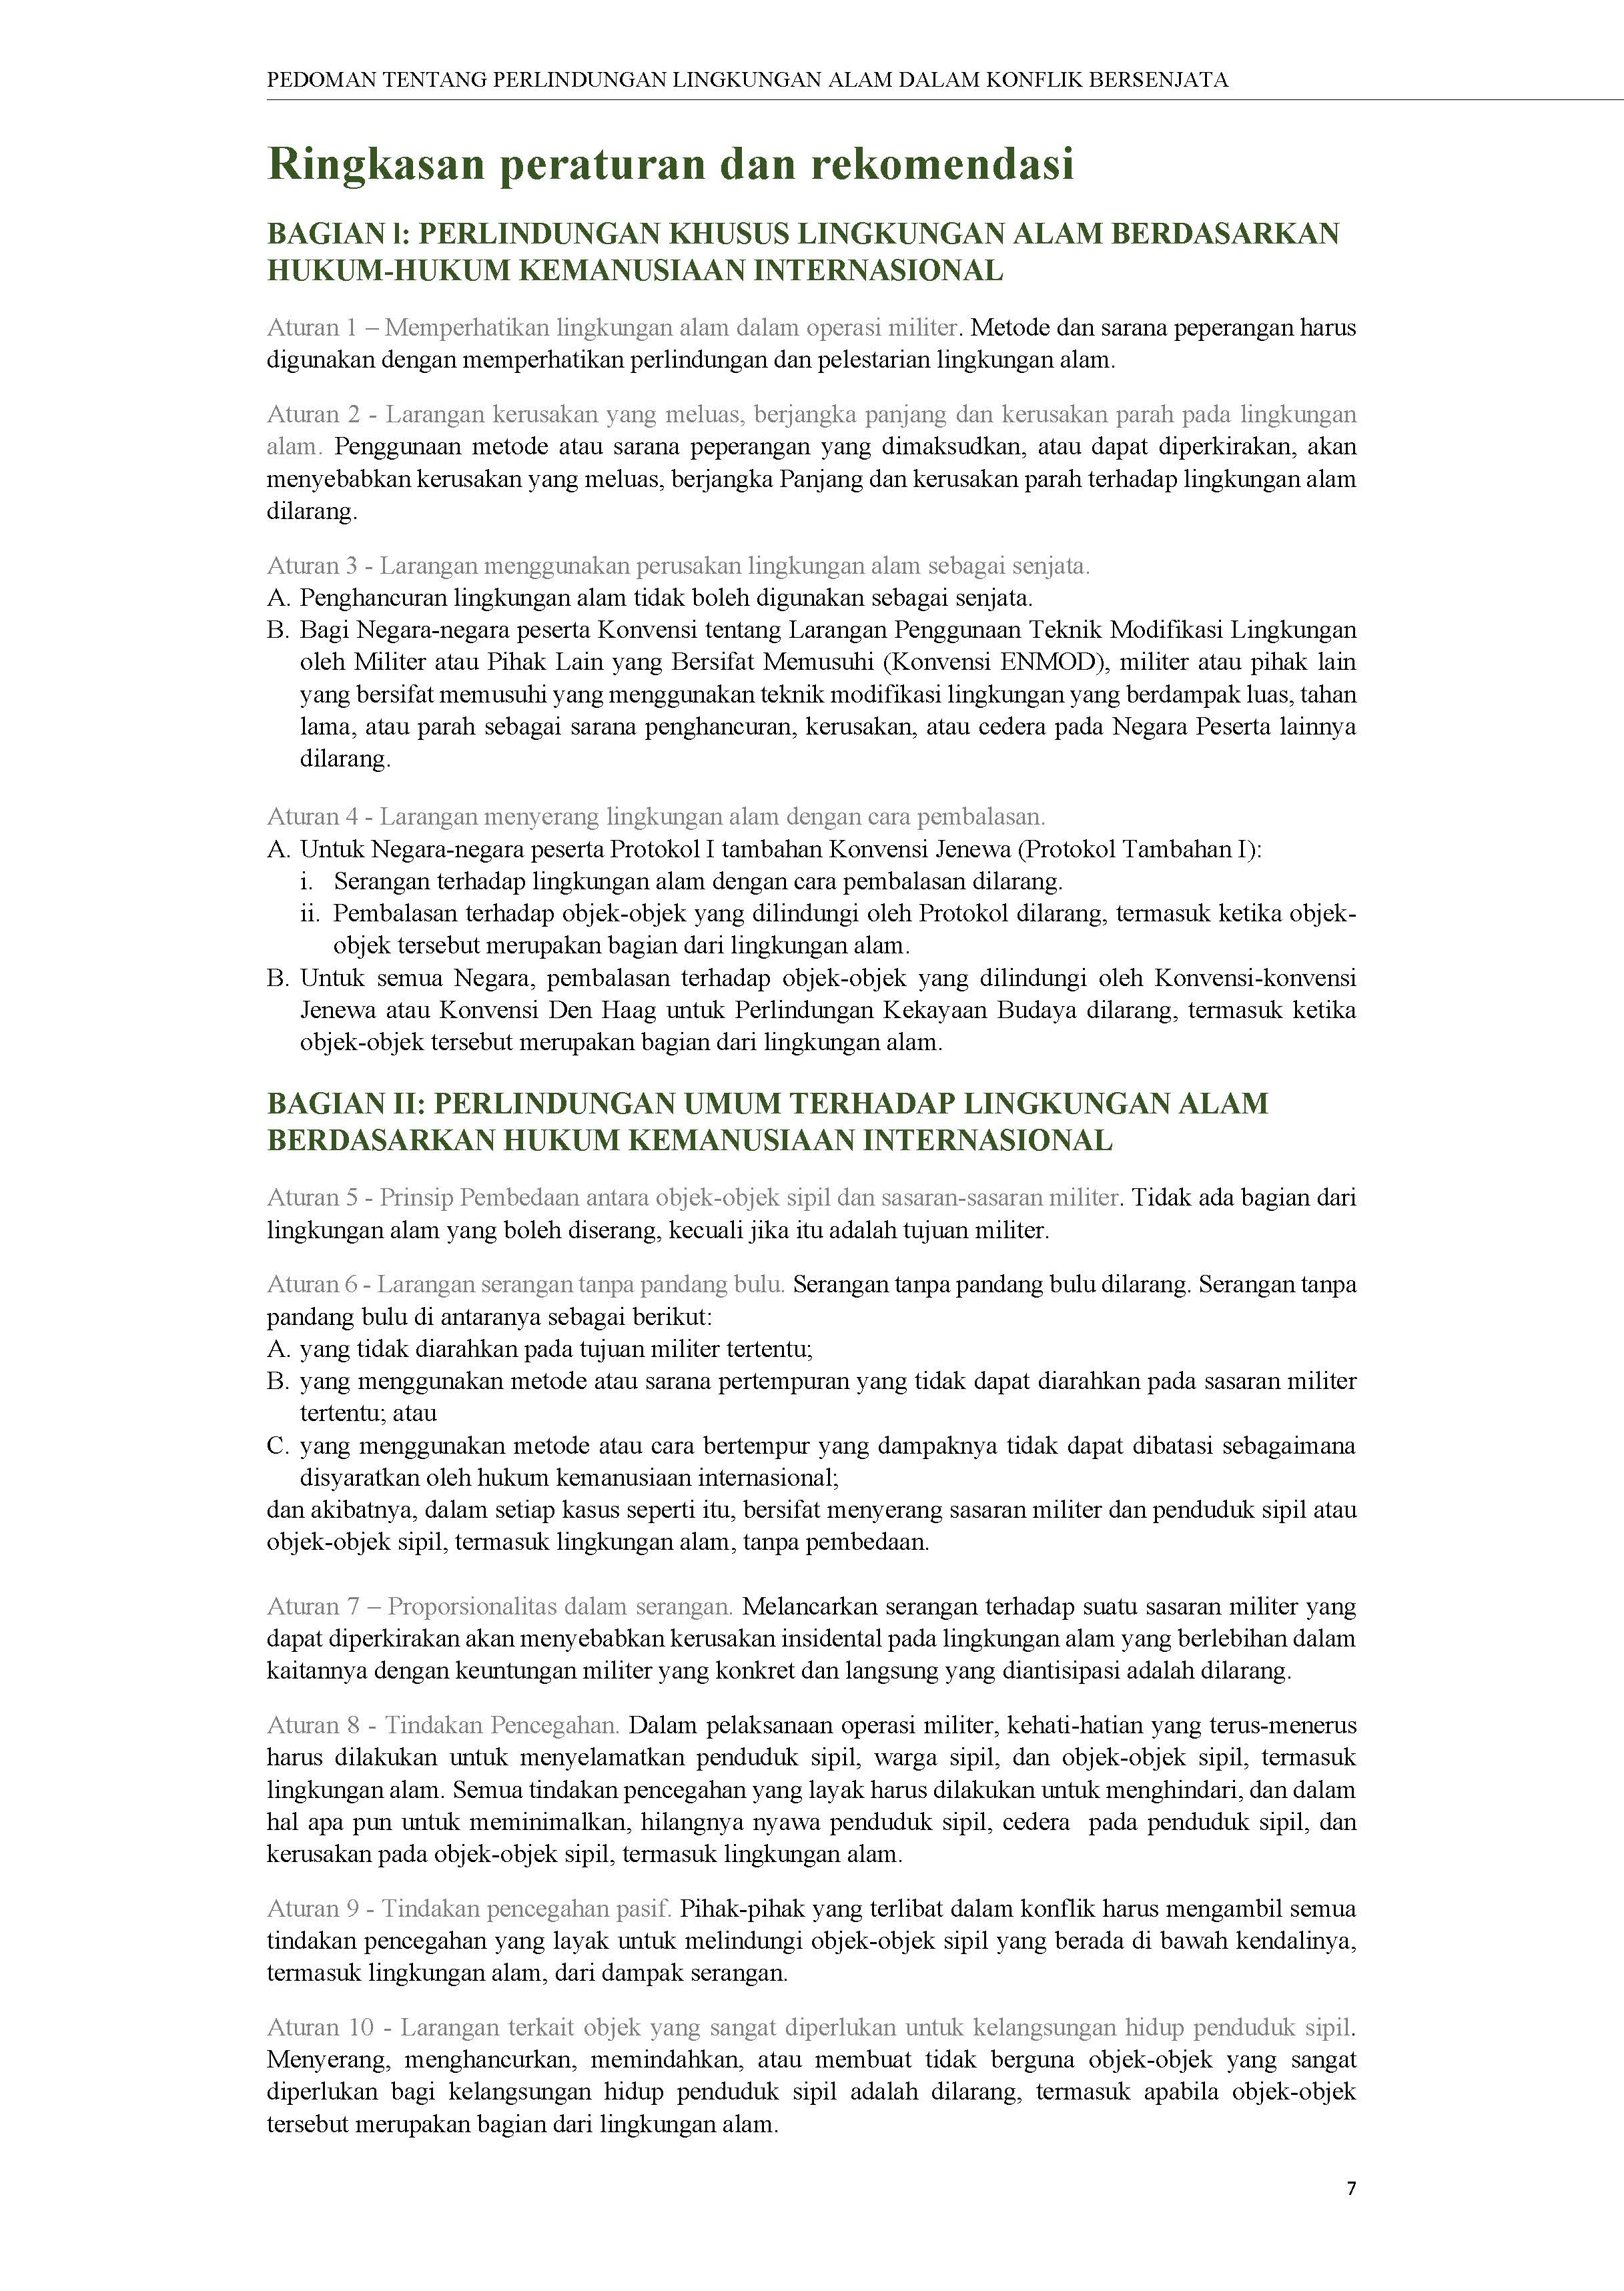 PEDOMAN TENTANG PERLINDUNGAN LINGKUNGAN ALAM DALAM KONFLIK BERSENJATA
Ringkasan peraturan dan rekomendasi
BAGIAN l: PERLINDUNGAN KHUSUS LINGKUNGAN ALAM BERDASARKAN
HUKUM-HUKUM KEMANUSIAAN INTERNASIONAL
Aturan 1 – Memperhatikan lingkungan alam dalam operasi militer. Metode dan sarana peperangan harus
digunakan dengan memperhatikan perlindungan dan pelestarian lingkungan alam.
Aturan 2 - Larangan kerusakan yang meluas, berjangka panjang dan kerusakan parah pada lingkungan
alam. Penggunaan metode atau sarana peperangan yang dimaksudkan, atau dapat diperkirakan, akan
menyebabkan kerusakan yang meluas, berjangka Panjang dan kerusakan parah terhadap lingkungan alam
dilarang.
Aturan 3 - Larangan menggunakan perusakan lingkungan alam sebagai senjata.
A. Penghancuran lingkungan alam tidak boleh digunakan sebagai senjata.
B. Bagi Negara-negara peserta Konvensi tentang Larangan Penggunaan Teknik Modifikasi Lingkungan
oleh Militer atau Pihak Lain yang Bersifat Memusuhi (Konvensi ENMOD), militer atau pihak lain
yang bersifat memusuhi yang menggunakan teknik modifikasi lingkungan yang berdampak luas, tahan
lama, atau parah sebagai sarana penghancuran, kerusakan, atau cedera pada Negara Peserta lainnya
dilarang.
Aturan 4 - Larangan menyerang lingkungan alam dengan cara pembalasan.
A. Untuk Negara-negara peserta Protokol I tambahan Konvensi Jenewa (Protokol Tambahan I):
i. Serangan terhadap lingkungan alam dengan cara pembalasan dilarang.
ii. Pembalasan terhadap objek-objek yang dilindungi oleh Protokol dilarang, termasuk ketika objek-
objek tersebut merupakan bagian dari lingkungan alam.
B. Untuk semua Negara, pembalasan terhadap objek-objek yang dilindungi oleh Konvensi-konvensi
Jenewa atau Konvensi Den Haag untuk Perlindungan Kekayaan Budaya dilarang, termasuk ketika
objek-objek tersebut merupakan bagian dari lingkungan alam.
BAGIAN II: PERLINDUNGAN UMUM TERHADAP LINGKUNGAN ALAM
BERDASARKAN HUKUM KEMANUSIAAN INTERNASIONAL
Aturan 5 - Prinsip Pembedaan antara objek-objek sipil dan sasaran-sasaran militer. Tidak ada bagian dari
lingkungan alam yang boleh diserang, kecuali jika itu adalah tujuan militer.
Aturan 6 - Larangan serangan tanpa pandang bulu. Serangan tanpa pandang bulu dilarang. Serangan tanpa
pandang bulu di antaranya sebagai berikut:
A. yang tidak diarahkan pada tujuan militer tertentu;
B. yang menggunakan metode atau sarana pertempuran yang tidak dapat diarahkan pada sasaran militer
tertentu; atau
C. yang menggunakan metode atau cara bertempur yang dampaknya tidak dapat dibatasi sebagaimana
disyaratkan oleh hukum kemanusiaan internasional;
dan akibatnya, dalam setiap kasus seperti itu, bersifat menyerang sasaran militer dan penduduk sipil atau
objek-objek sipil, termasuk lingkungan alam, tanpa pembedaan.
Aturan 7 – Proporsionalitas dalam serangan. Melancarkan serangan terhadap suatu sasaran militer yang
dapat diperkirakan akan menyebabkan kerusakan insidental pada lingkungan alam yang berlebihan dalam
kaitannya dengan keuntungan militer yang konkret dan langsung yang diantisipasi adalah dilarang.
Aturan 8 - Tindakan Pencegahan. Dalam pelaksanaan operasi militer, kehati-hatian yang terus-menerus
harus dilakukan untuk menyelamatkan penduduk sipil, warga sipil, dan objek-objek sipil, termasuk
lingkungan alam. Semua tindakan pencegahan yang layak harus dilakukan untuk menghindari, dan dalam
hal apa pun untuk meminimalkan, hilangnya nyawa penduduk sipil, cedera pada penduduk sipil, dan
kerusakan pada objek-objek sipil, termasuk lingkungan alam.
Aturan 9 - Tindakan pencegahan pasif. Pihak-pihak yang terlibat dalam konflik harus mengambil semua
tindakan pencegahan yang layak untuk melindungi objek-objek sipil yang berada di bawah kendalinya,
termasuk lingkungan alam, dari dampak serangan.
Aturan 10 - Larangan terkait objek yang sangat diperlukan untuk kelangsungan hidup penduduk sipil.
Menyerang, menghancurkan, memindahkan, atau membuat tidak berguna objek-objek yang sangat
diperlukan bagi kelangsungan hidup penduduk sipil adalah dilarang, termasuk apabila objek-objek
tersebut merupakan bagian dari lingkungan alam.
7